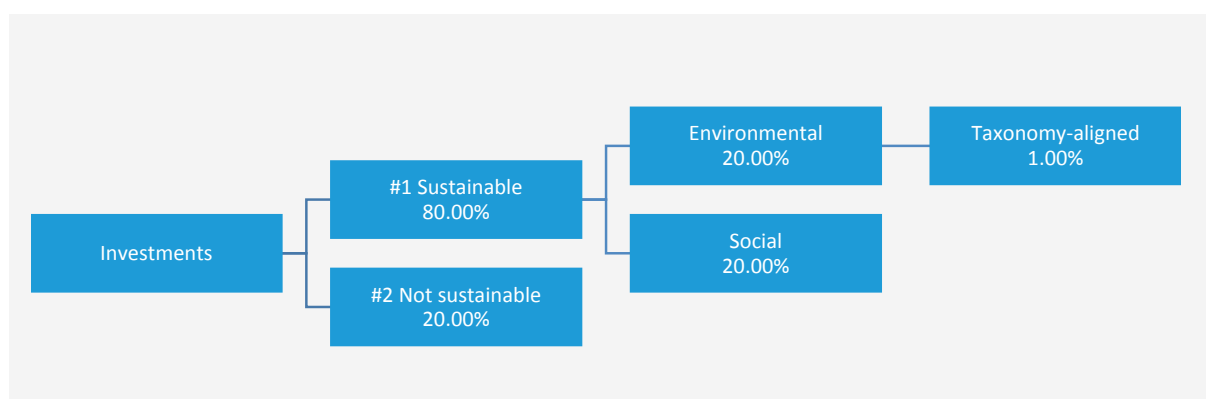 Investments
#1 Sustainable
80.00%
#2 Not sustainable
20.00%
Environmental
20.00%
Social
20.00%
Taxonomy-aligned
1.00%